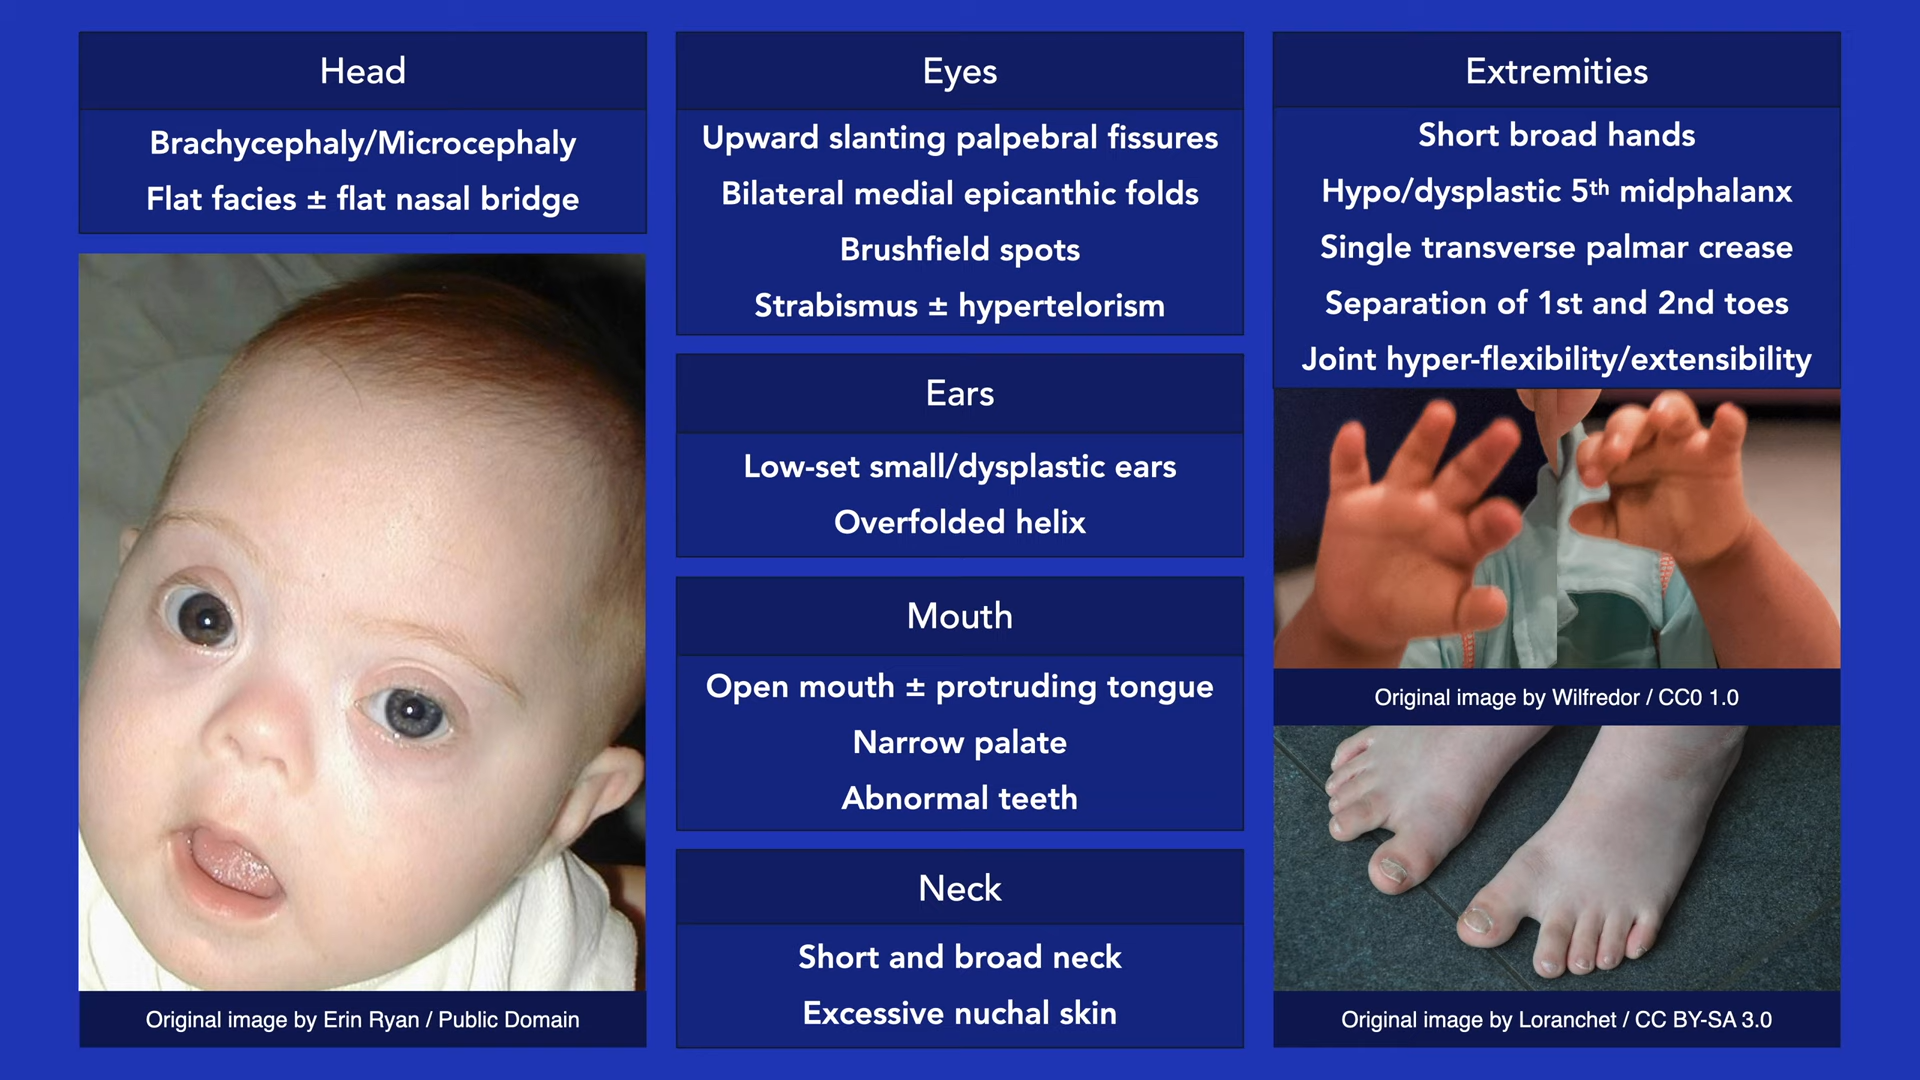 Head
Brachycephaly/Microcephaly
Flat facies ± flat nasal bridge
Original image by Erin Ryan / Public Domain
Eyes
Upward slanting palpebral fissures
Bilateral medial epicanthic folds
Brushfield spots
Strabismus ± hypertelorism
Ears
Low-set small/dysplastic ears
Overfolded helix
Mouth
Open mouth ± protruding tongue
Narrow palate
Abnormal teeth
Neck
Short and broad neck
Excessive nuchal skin
Extremities
Short broad hands
Hypo/dysplastic 5th midphalanx
Single transverse palmar crease
Separation of 1st and 2nd toes
Joint hyper-flexibility/extensibility
Original image by Wilfredor / CC0 1.0
Original image by Loranchet / CC BY-SA 3.0